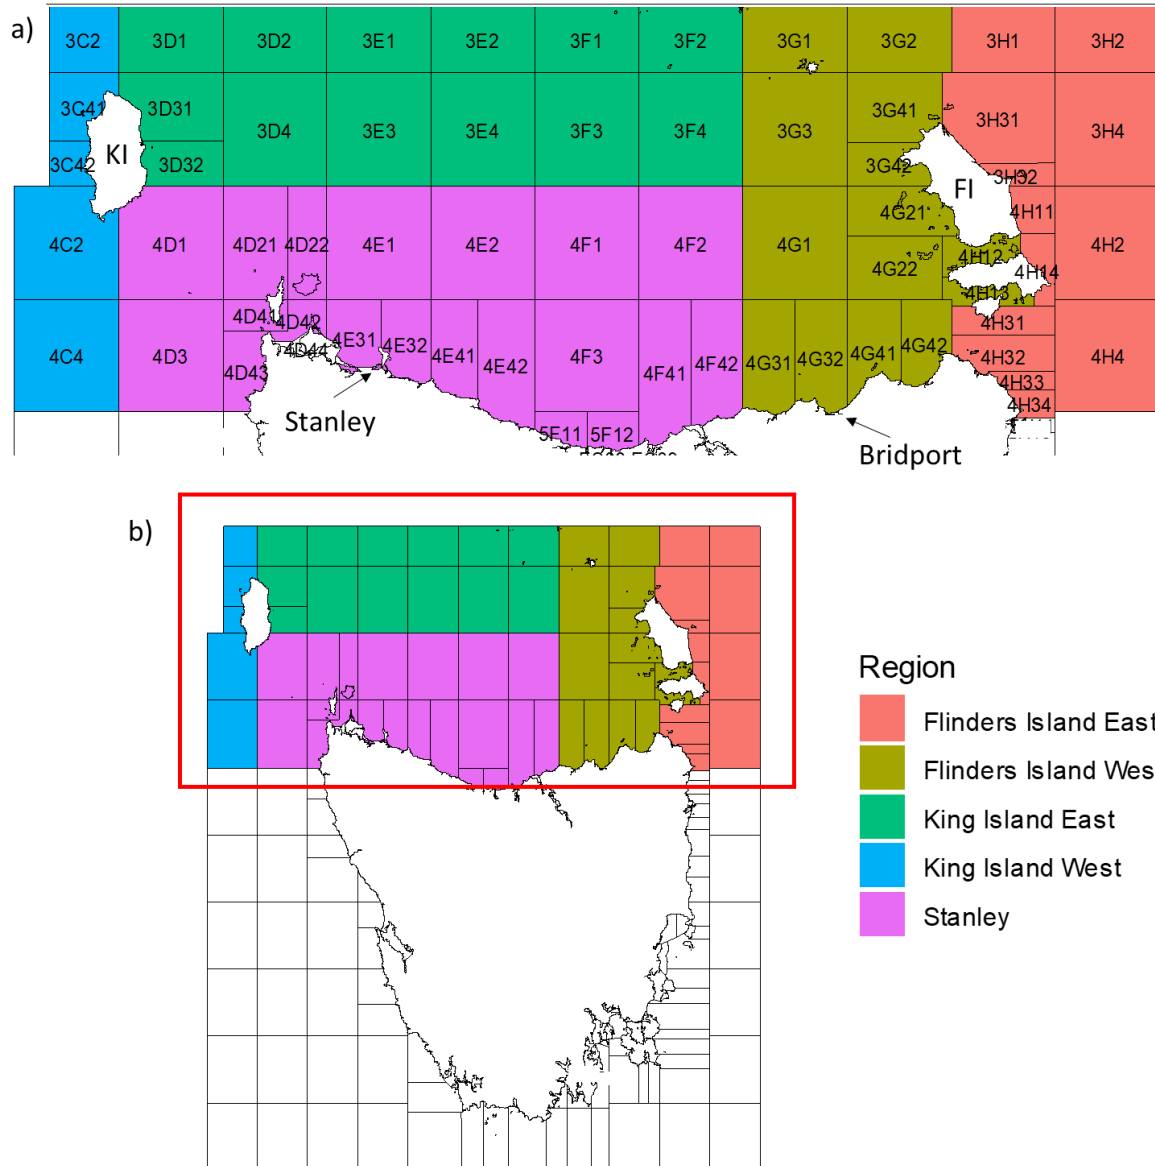 a)
3C2 3D1 3D2 3E1 3E2 3F1 3F2 3G1 3G2 3H1 3H2
3C41 3D31 3G41 3H31
3D4 3E3 3E4 3F3 3F4 3G3 3H4
KI
3C42 3D32 3G42 3H32
FI
4G21 4H11
4C2 4D1 4D21 4D22 4E1 4E2 4F1 4F2 4G1 4H12 4H2
4G22 4H14
4H13
4D41 4D42 4H31
4E31 4E32 4G41 4G42
4C4 4D3 4D44 4E41 4E42 4F3 4G31 4G32 4H32 4H4
4D43 4F41 4F42 4H33
4H34
Stanley
5F11 5F12
Bridport
b)
Region
Flinders Island East
Flinders Island Wes
King Island East
King Island West
Stanley